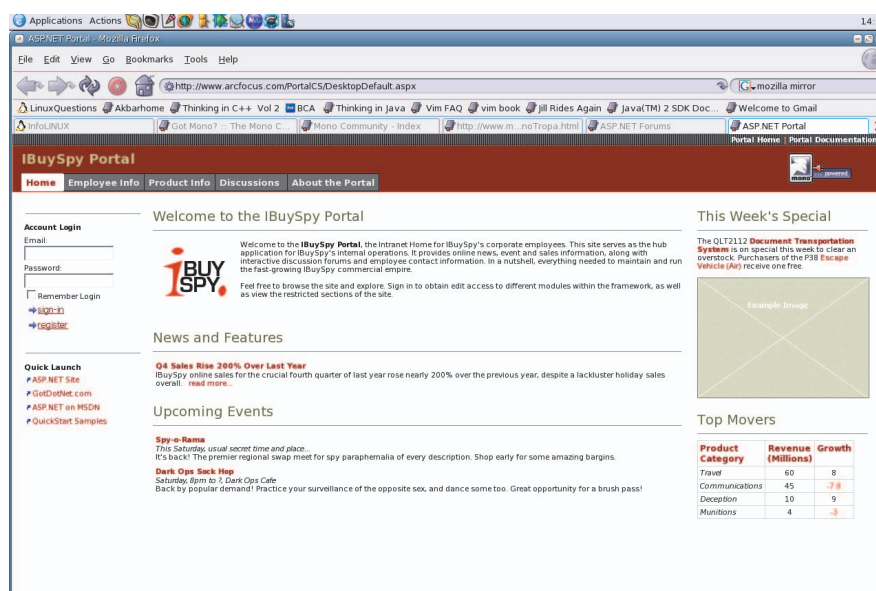 Applications Actions
14:
ASP.NET Portal - Mozilla Firefox
File Edit View Go Bookmarks Tools Help
http://www.arcfocus.com/PortalCS/DesktopDefault.aspx
G mozilla mirror
LinuxQuestions Akbarhome Thinking in C++ Vol 2 BCA Thinking in Java Vim FAQ vim book Jill Rides Again Java(TM) 2 SDK Doc... Welcome to Gmail
InfoLINUX Got Mono? :: The Mono C... Mono Community - Index http://www.m...noTropa.html ASP.NET Forums ASP.NET Portal
Portal Home | Portal Documentation
IBuySpy Portal
mono powered
Home Employee Info Product Info Discussions About the Portal
Account Login
Email:
Password:
Remember Login
sign-in
register
Quick Launch
ASP.NET Site
GotDotNet.com
ASP.NET on MSDN
QuickStart Samples
Welcome to the IBuySpy Portal
iBUY
SPY.
Welcome to the IBuySpy Portal, the Intranet Home for IBuySpy's corporate employees. This site serves as the hub
application for IBuySpy's internal operations. It provides online news, event and sales information, along with
interactive discussion forums and employee contact information. In a nutshell, everything needed to maintain and run
the fast-growing IBuySpy commercial empire.
Feel free to browse the site and explore. Sign in to obtain edit access to different modules within the framework, as well
as view the restricted sections of the site.
News and Features
Q4 Sales Rise 200% Over Last Year
IBuySpy online sales for the crucial fourth quarter of last year rose nearly 200% over the previous year, despite a lackluster holiday sales
overall. read more...
Upcoming Events
Spy-o-Rama
This Saturday, usual secret time and place...
It's back! The premier regional swap meet for spy paraphemalia of every description. Shop early for some amazing bargins.
Dark Ops Sock Hop
Saturday, 8pm to ?, Dark Ops Cafe
Back by popular demand! Practice your surveillance of the opposite sex, and dance some too. Great opportunity for a brush pass!
This Week's Special
The QLT2112 Document Transportation
System is on special this week to clear an
overstock. Purchasers of the P38 Escape
Vehicle (Air) receive one free.
Example Image
Top Movers
Product Category Revenue (Millions) Growth
Travel 60 8
Communications 45 -7.8
Deception 10 9
Munitions 4 -3